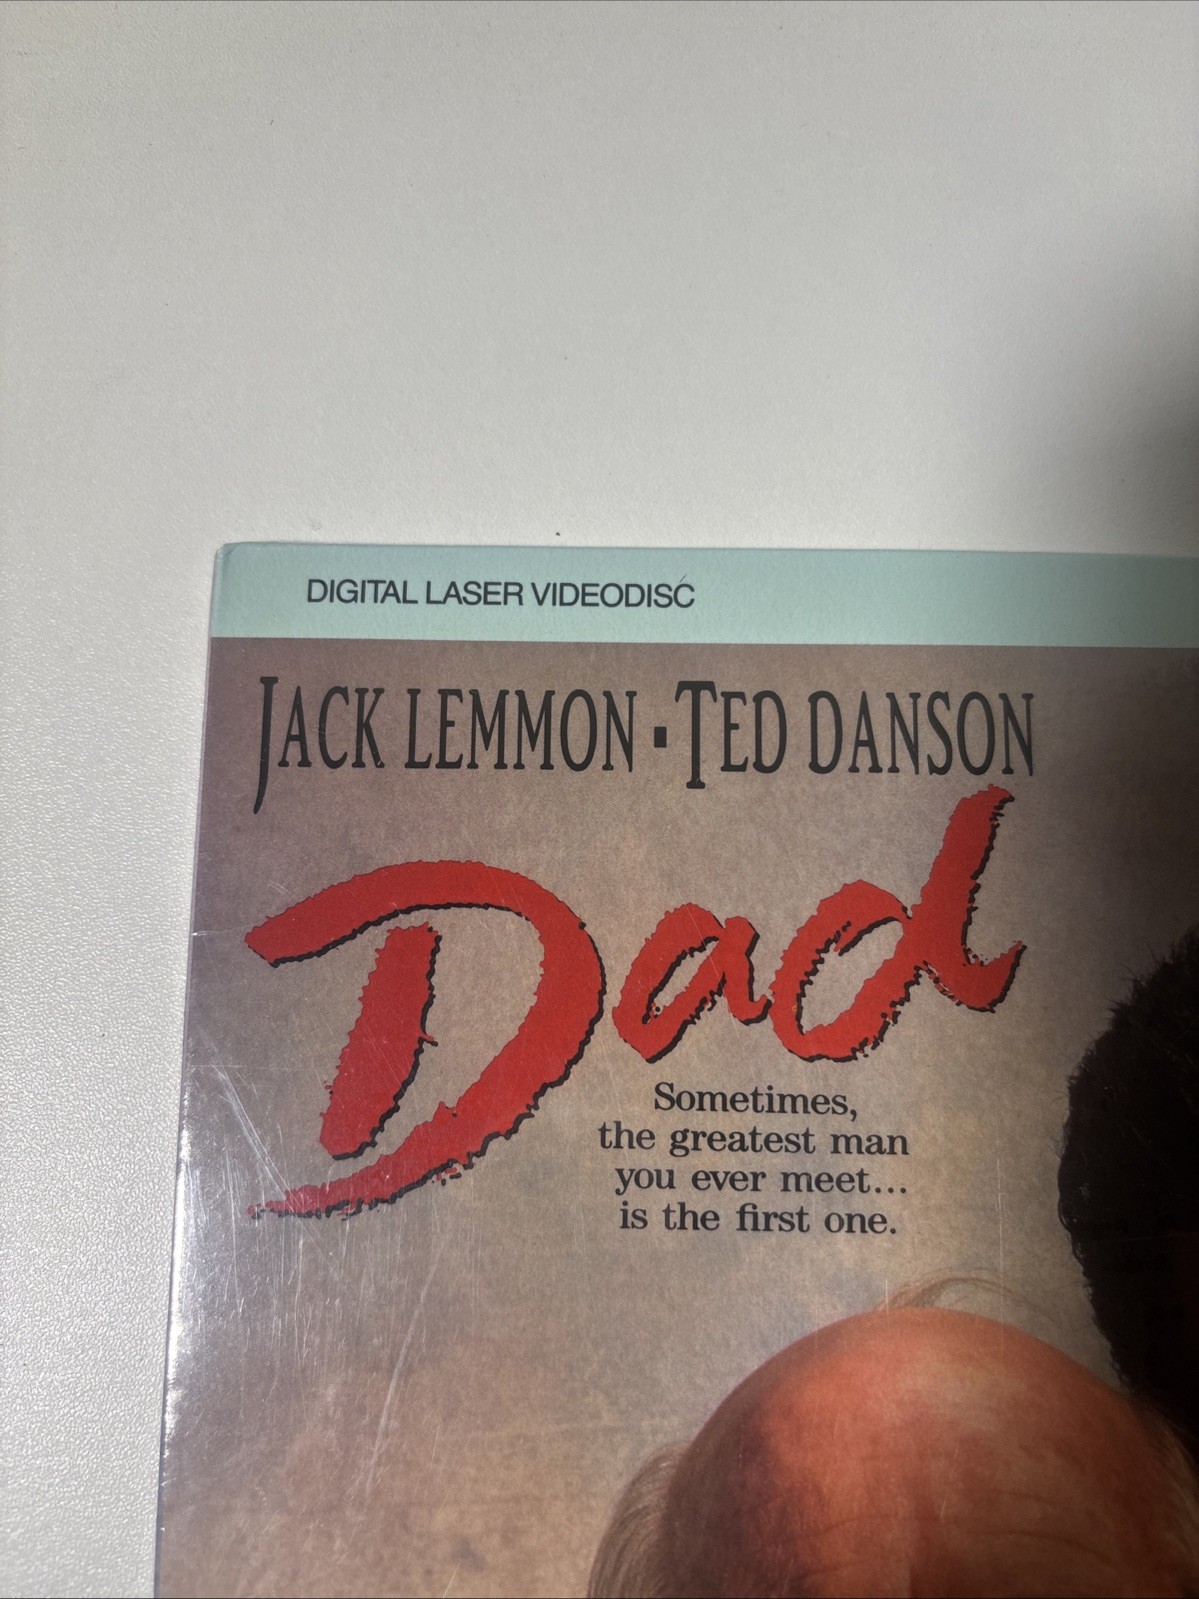 DIGITAL LASER VIDEODISC
JACK LEMMON ▪ TED DANSON
Dad
Sometimes,
the greatest man
you ever meet...
is the first one.